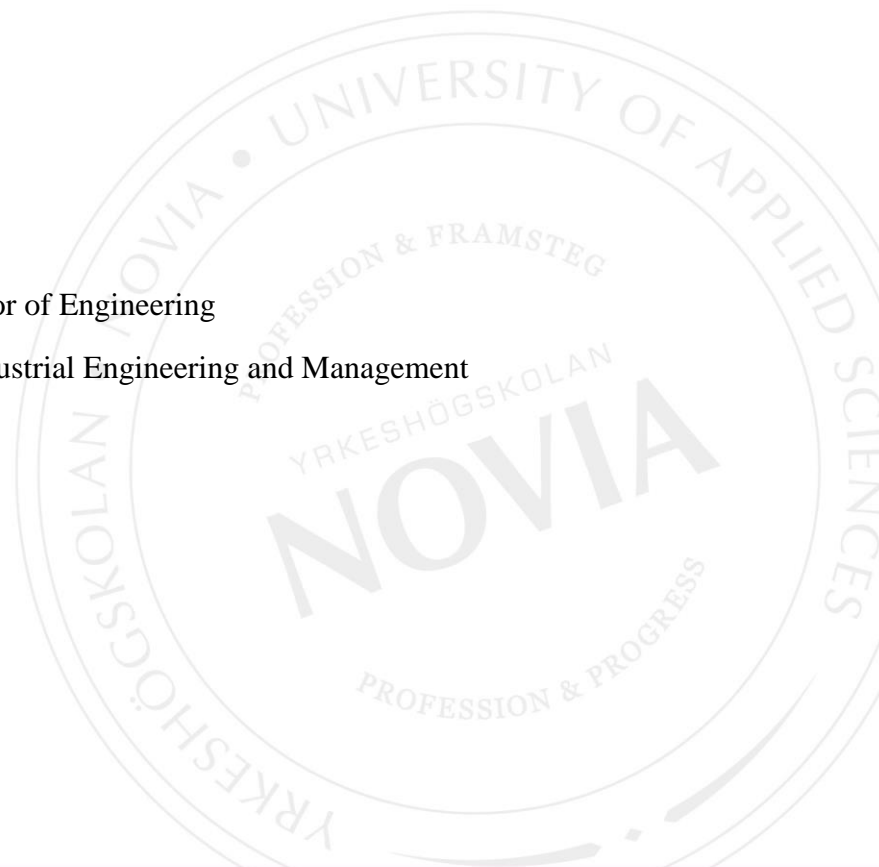 or of Engineering
ustrial Engineering and Management
YRKESHÖGSKOLAN NOVIA • UNIVERSITY OF APPLIED SCIENCES
PROFESSION & FRAMSTEG
YRKESHÖGSKOLAN
NOVIA
PROFESSION & PROGRESS